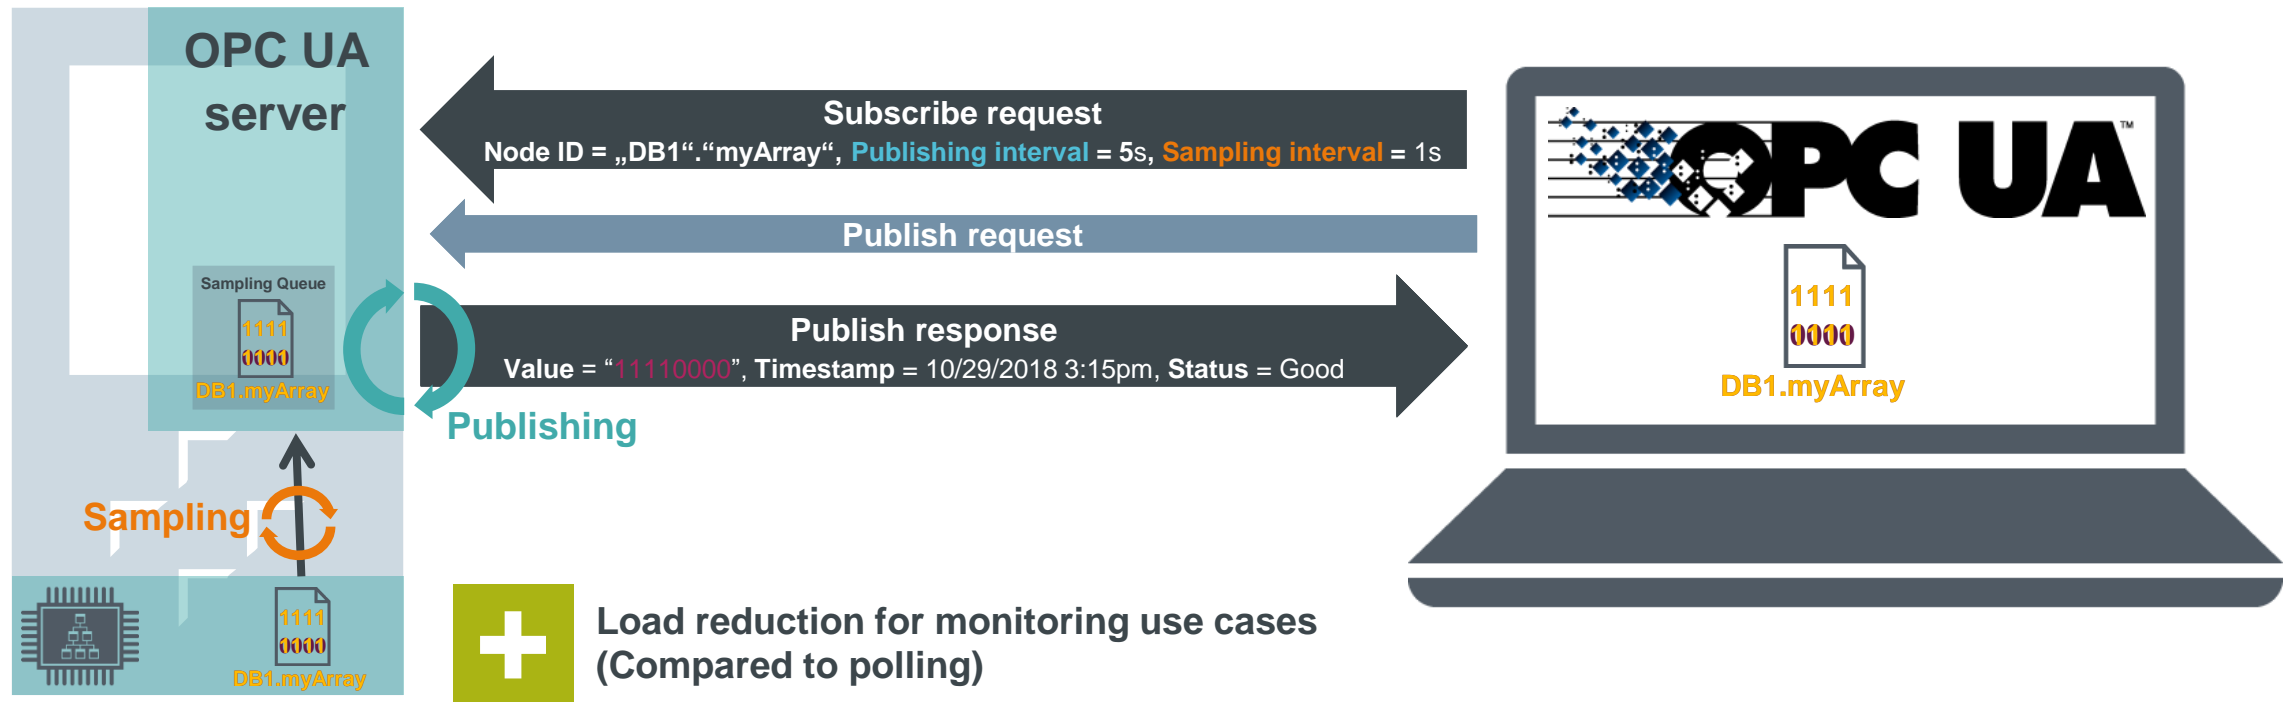 OPC UA
server
Subscribe request
Node ID = „DB1“.“myArray“, Publishing interval = 5s, Sampling interval = 1s
Publish request
Sampling Queue
1111
0000
DB1.myArray
Publish response
Value = “11110000”, Timestamp = 10/29/2018 3:15pm, Status = Good
Publishing
Sampling
1111
0000
DB1.myArray
OPC UA™
1111
0000
DB1.myArray
Load reduction for monitoring use cases
(Compared to polling)